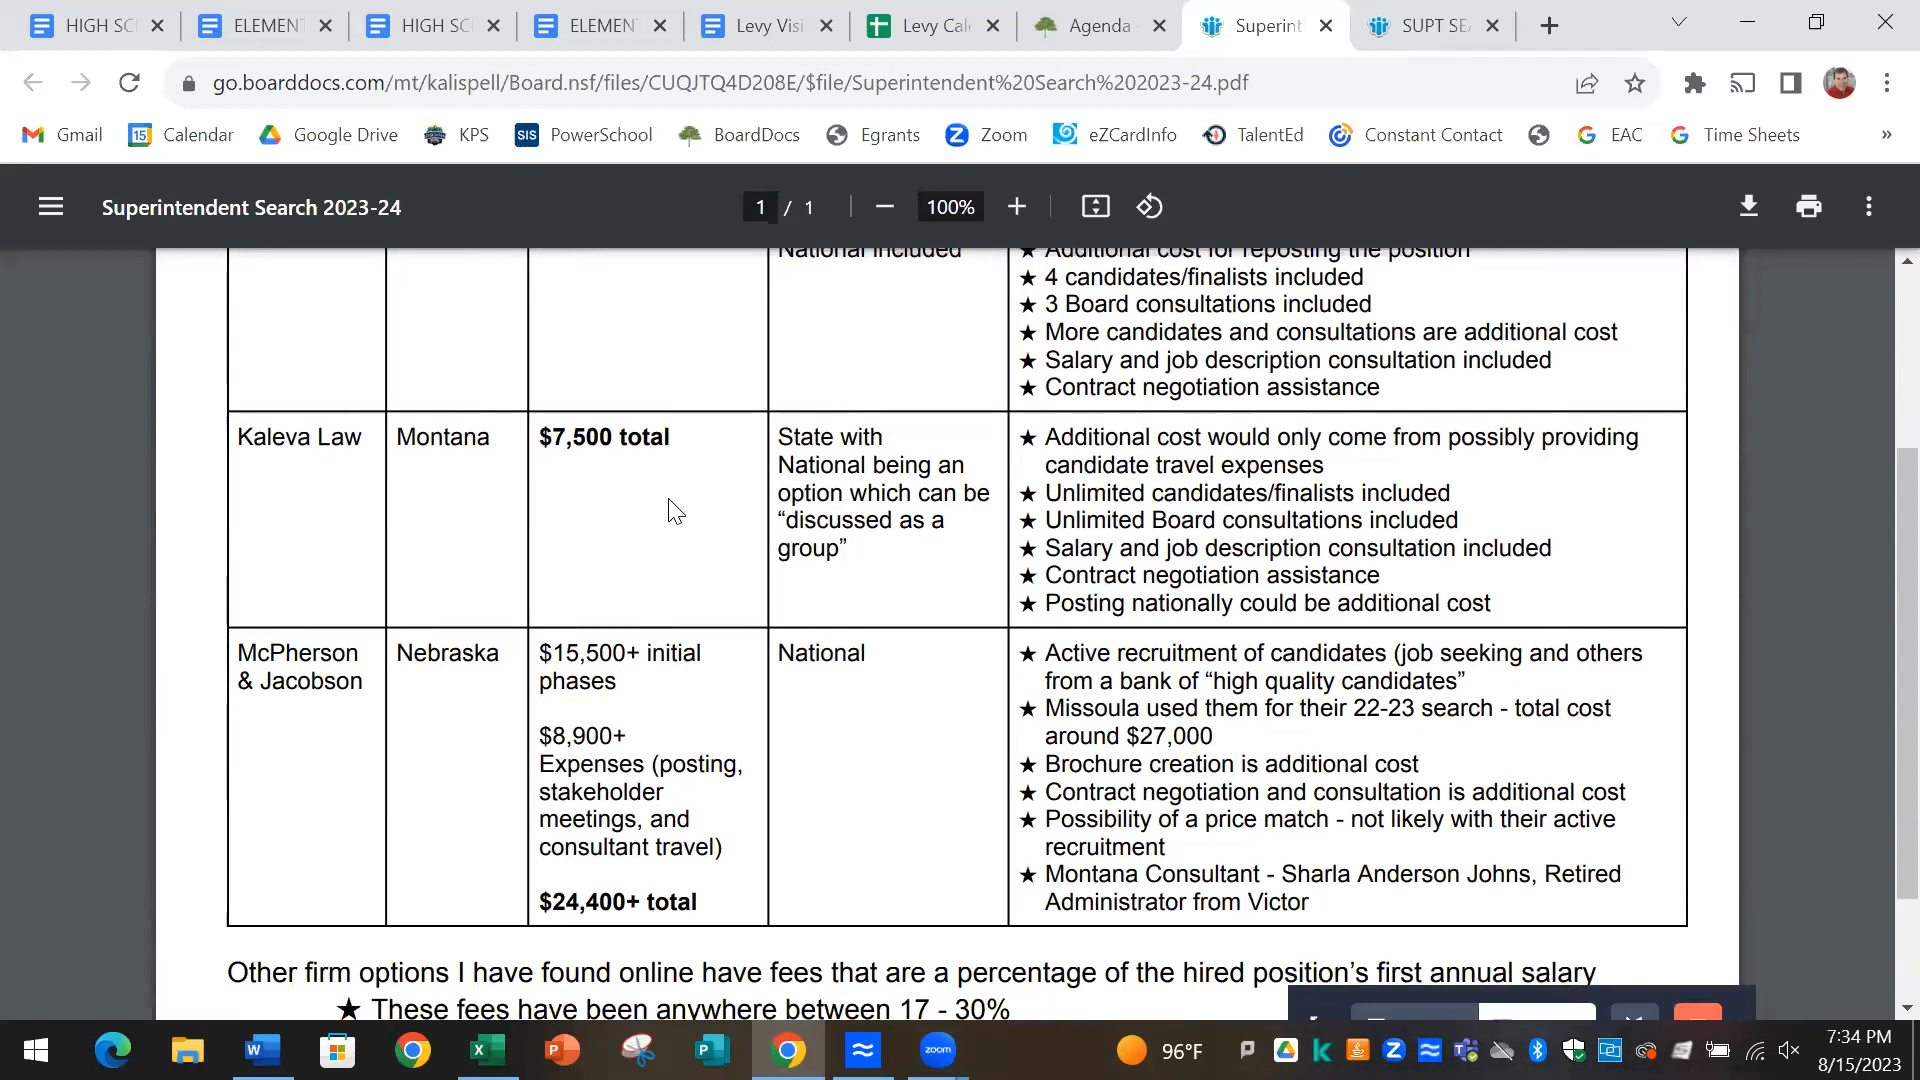 HIGH SC
ELEMEN
HIGH SC
ELEMEN
Levy Visi
Levy Cal
Agenda
Superint
SUPT SE
go.boarddocs.com/mt/kalispell/Board.nsf/files/CUQJTQ4D208E/$file/Superintendent%20Search%202023-24.pdf
Gmail
15
Calendar
Google Drive
KPS
SIS
PowerSchool
BoardDocs
Egrants
Zoom
eZCardInfo
TalentEd
Constant Contact
EAC
Time Sheets
»
Superintendent Search 2023-24
1 / 1
100%
National included
★ Additional cost for reposting the position
★ 4 candidates/finalists included
★ 3 Board consultations included
★ More candidates and consultations are additional cost
★ Salary and job description consultation included
★ Contract negotiation assistance
Kaleva Law
Montana
$7,500 total
State with
National being an
option which can be
“discussed as a
group”
★ Additional cost would only come from possibly providing
candidate travel expenses
★ Unlimited candidates/finalists included
★ Unlimited Board consultations included
★ Salary and job description consultation included
★ Contract negotiation assistance
★ Posting nationally could be additional cost
McPherson
& Jacobson
Nebraska
$15,500+ initial
phases
$8,900+
Expenses (posting,
stakeholder
meetings, and
consultant travel)
$24,400+ total
National
★ Active recruitment of candidates (job seeking and others
from a bank of “high quality candidates”
★ Missoula used them for their 22-23 search - total cost
around $27,000
★ Brochure creation is additional cost
★ Contract negotiation and consultation is additional cost
★ Possibility of a price match - not likely with their active
recruitment
★ Montana Consultant - Sharla Anderson Johns, Retired
Administrator from Victor
Other firm options I have found online have fees that are a percentage of the hired position’s first annual salary
★ These fees have been anywhere between 17 - 30%
zoom
96°F
7:34 PM
8/15/2023